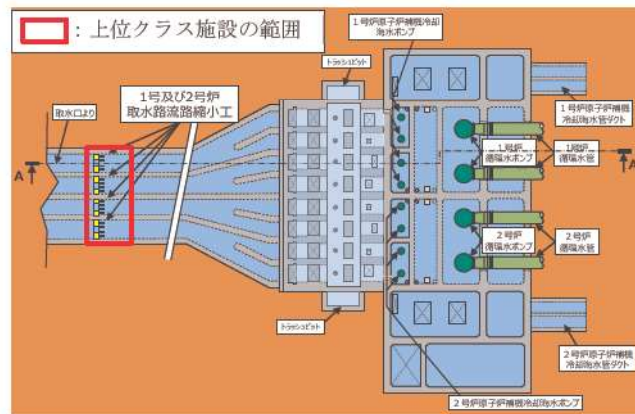 ：上位クラス施設の範囲
1号炉原子炉補機冷却
海水ポンプ
トラッシュピット
1号及び2号炉
取水路流路縮小工
取水口より
1号炉原子炉補機
冷却海水管ダクト
A
A
1号炉
循環水ポンプ
1号炉
循環水管
2号炉
循環水ポンプ
2号炉
循環水管
トラッシュピット
2号炉原子炉補機
冷却海水管ダクト
2号炉原子炉補機冷却海水ポンプ